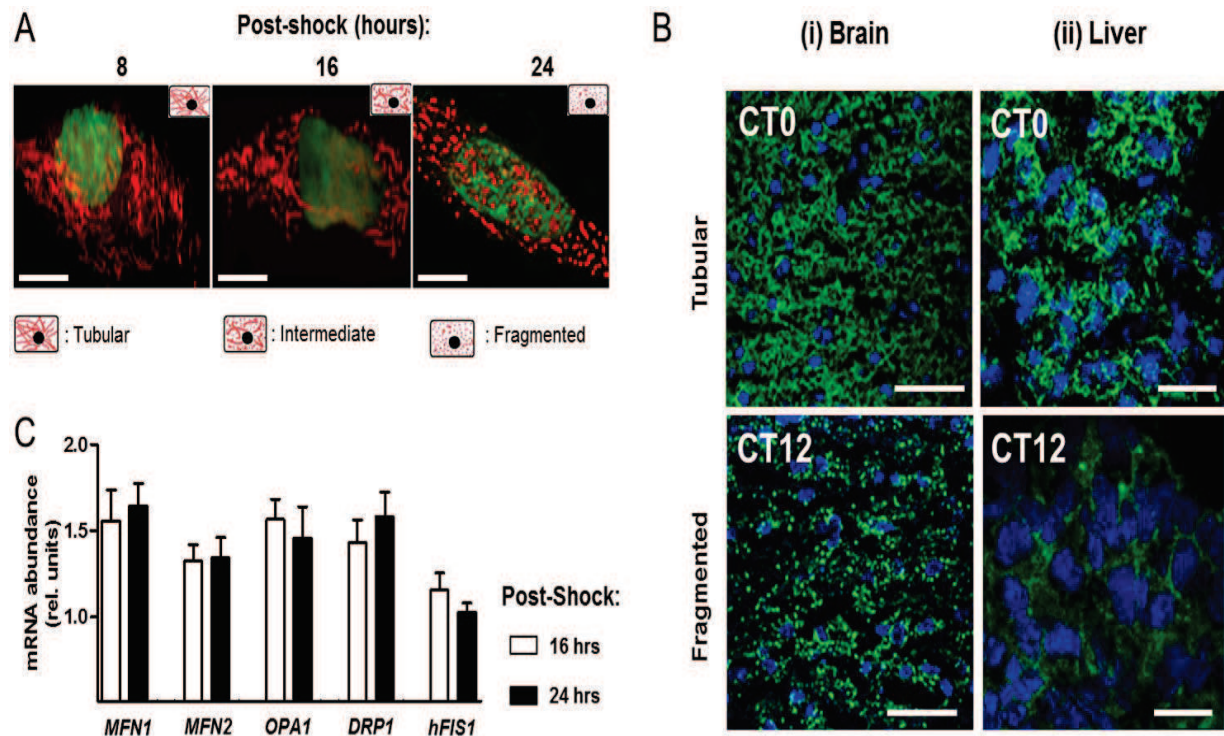 A
Post-shock (hours):
8 16 24
: Tubular : Intermediate : Fragmented
B
(i) Brain (ii) Liver
Tubular
CT0 CT0
Fragmented
CT12 CT12
C
mRNA abundance
(rel. units)
2.0
1.5
1.0
MFN1 MFN2 OPA1 DRP1 hFIS1
Post-Shock:
16 hrs
24 hrs